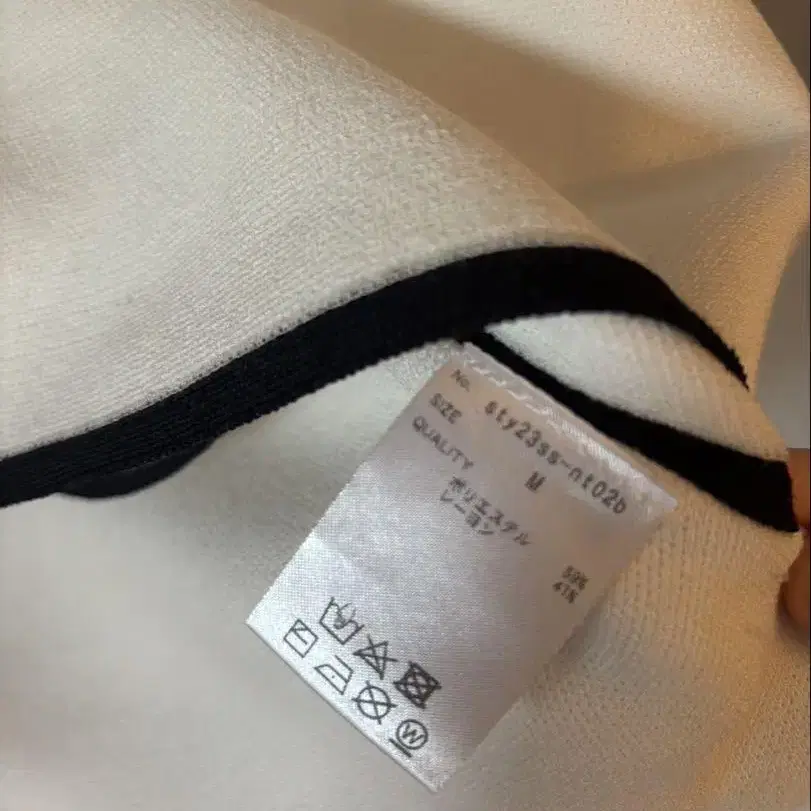 No. sty23ss-nt02b
SIZE M
QUALITY
ポリエステル 59%
レーヨン 41%
W